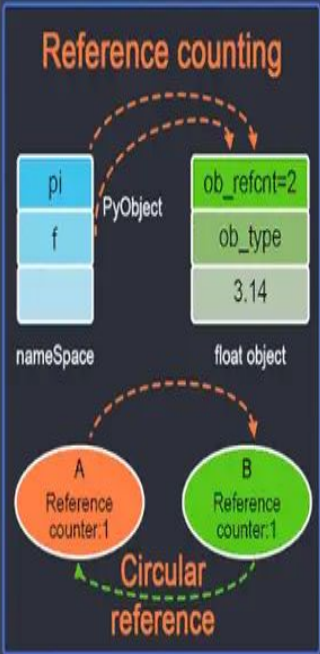 Reference counting
pi
ob_refcnt=2
PyObject
f
ob_type
3.14
nameSpace
float object
A
Reference
counter:1
B
Reference
counter:1
Circular
reference